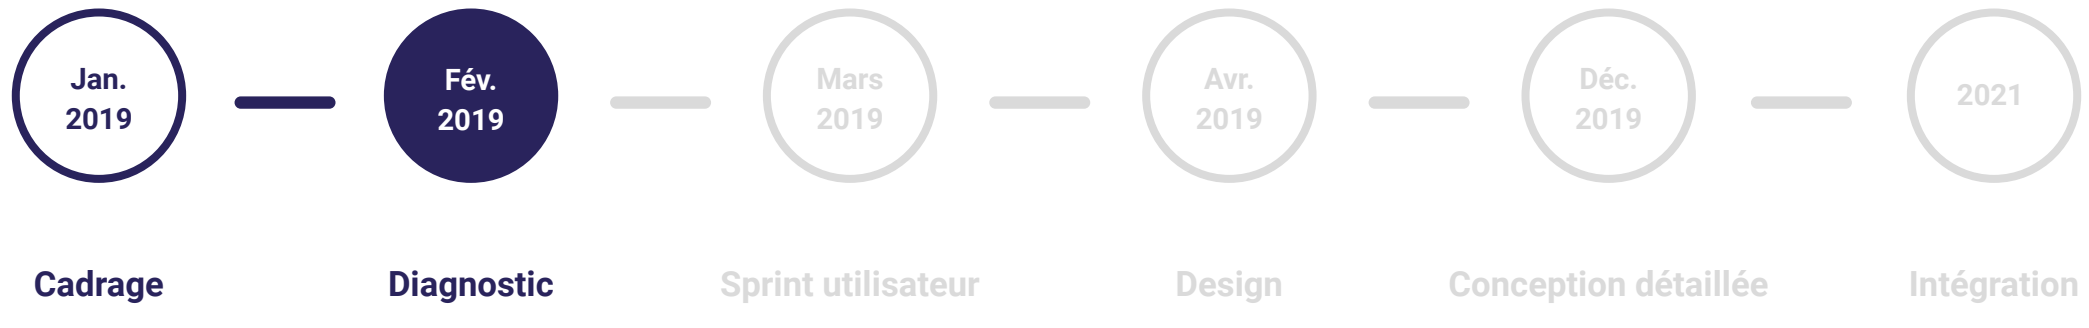 Jan.
2019
Fév.
2019
Mars
2019
Avr.
2019
Déc.
2019
2021
Cadrage
Diagnostic
Sprint utilisateur
Design
Conception détaillée
Intégration